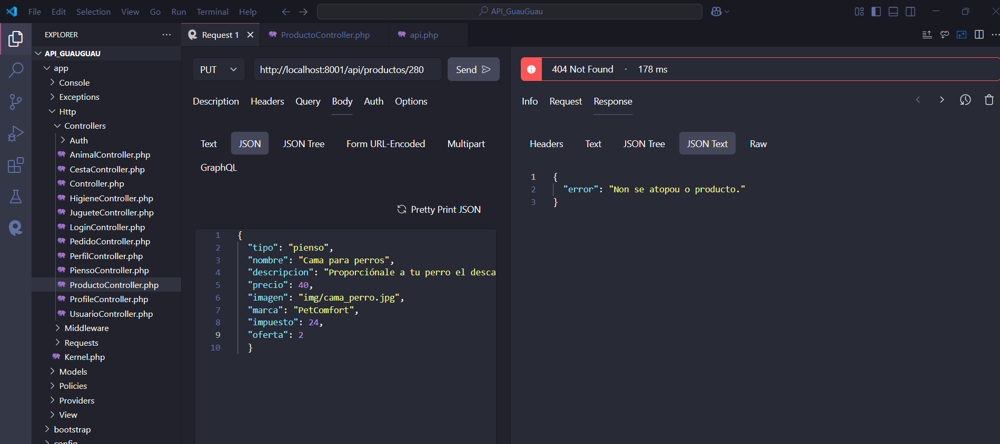 File Edit Selection View Go Run Terminal Help
API_GuauGuau
EXPLORER
API_GUAUGUAU
app
Console
Exceptions
Http
Controllers
Auth
AnimalController.php
CestaController.php
Controller.php
HigieneController.php
JugueteController.php
LoginController.php
PedidoController.php
PerfilController.php
PiensoController.php
ProductoController.php
ProfileController.php
UsuarioController.php
Middleware
Requests
Kernel.php
Models
Policies
Providers
View
bootstrap
config
Request 1 ProductoController.php api.php
PUT http://localhost:8001/api/productos/280 Send
Description Headers Query Body Auth Options
Text JSON JSON Tree Form URL-Encoded Multipart
GraphQL
Pretty Print JSON
1 {
2 "tipo": "pienso",
3 "nombre": "Cama para perros",
4 "descripcion": "Proporciónale a tu perro el desca
5 "precio": 40,
6 "imagen": "img/cama_perro.jpg",
7 "marca": "PetComfort",
8 "impuesto": 24,
9 "oferta": 2
10 }
404 Not Found · 178 ms
Info Request Response
Headers Text JSON Tree JSON Text Raw
1 {
2 "error": "Non se atopou o producto."
3 }